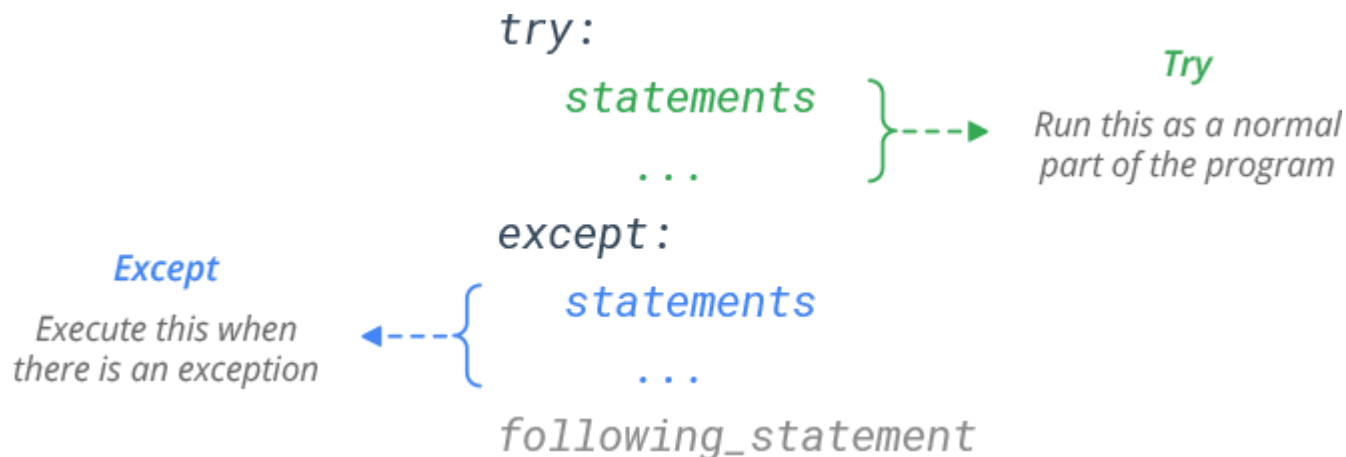 try:
statements
...
Try
Run this as a normal
part of the program
except:
Except
Execute this when
there is an exception
statements
...
following_statement